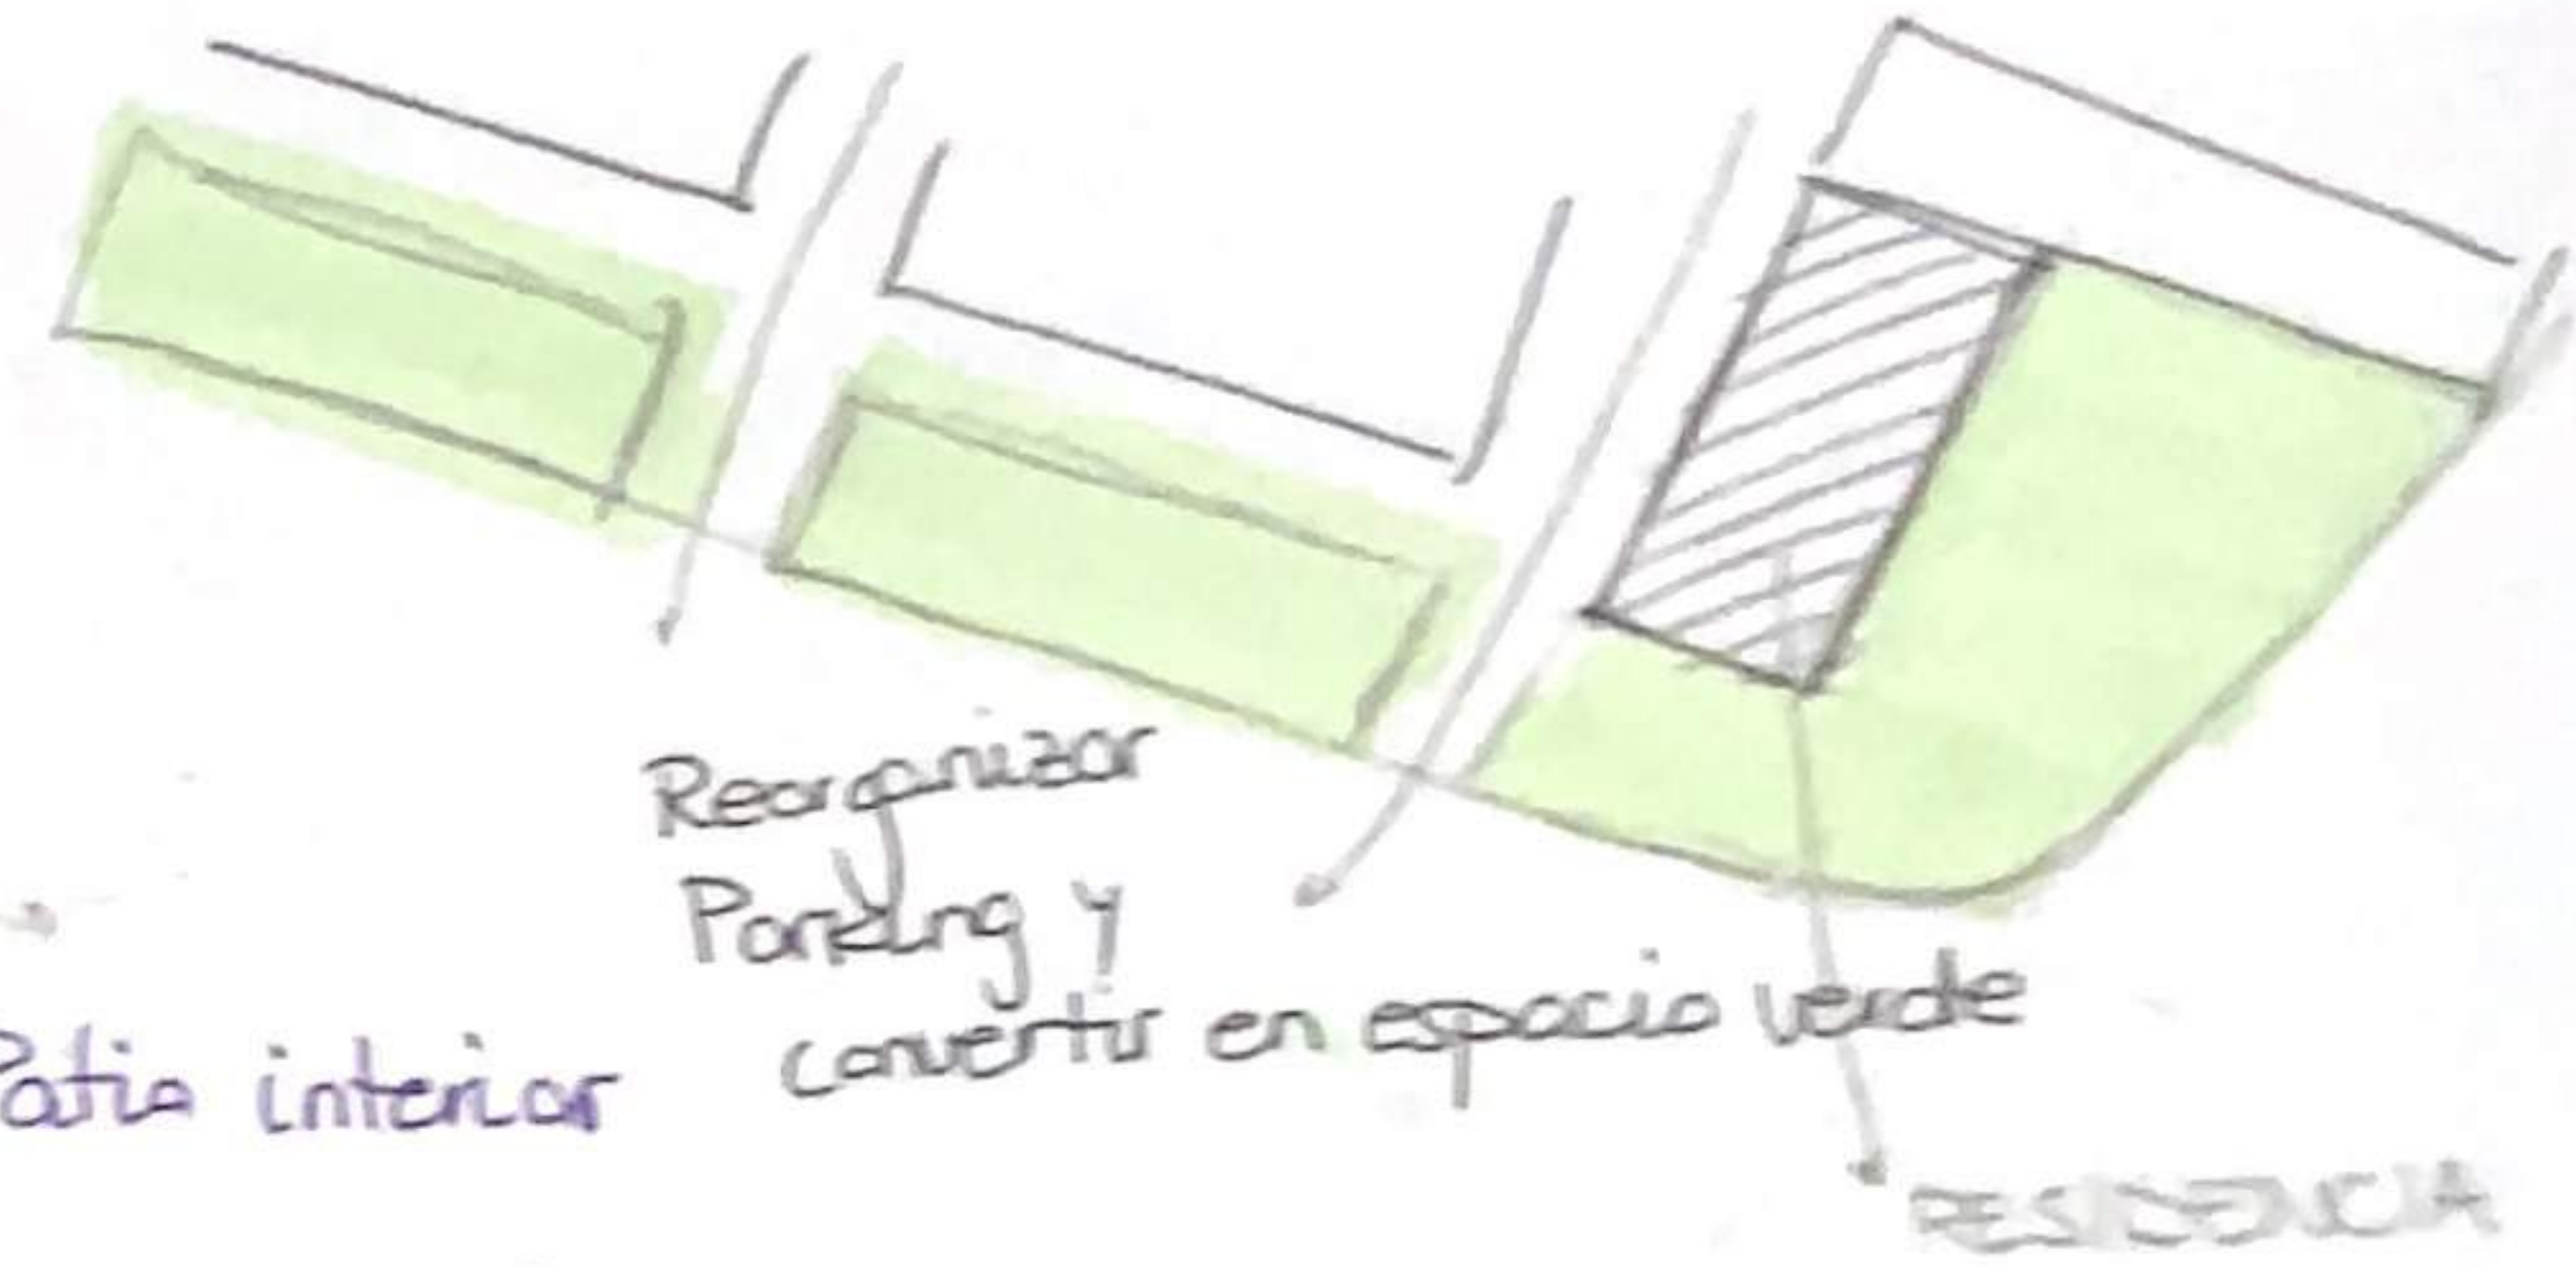 Reorganizar
Parking y
convertir en espacio verde
Patio interior
RESIDENCIA